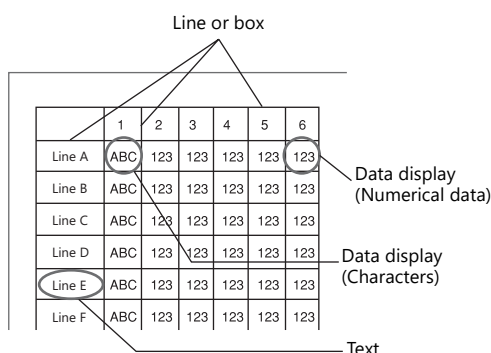 Line or box
1 2 3 4 5 6
Line A ABC 123 123 123 123 123
Line B ABC 123 123 123 123 123
Line C ABC 123 123 123 123 123
Line D ABC 123 123 123 123 123
Line E ABC 123 123 123 123 123
Line F ABC 123 123 123 123 123
Data display
(Numerical data)
Data display
(Characters)
Text